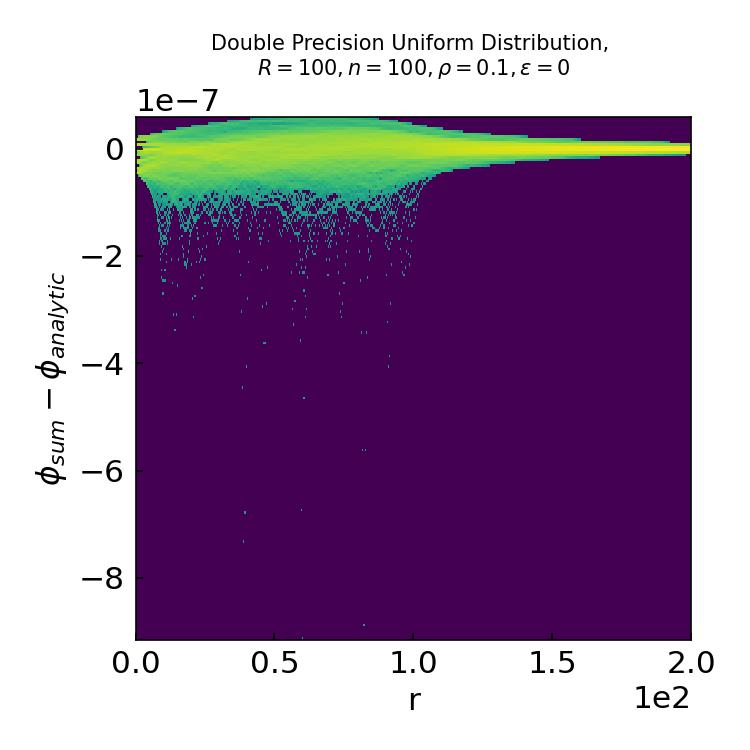 Double Precision Uniform Distribution,
R = 100, n = 100, ρ = 0.1, ε = 0
1e−7
0
−2
−4
−6
−8
ϕsum − ϕanalytic
0.0 0.5 1.0 1.5 2.0
r 1e2